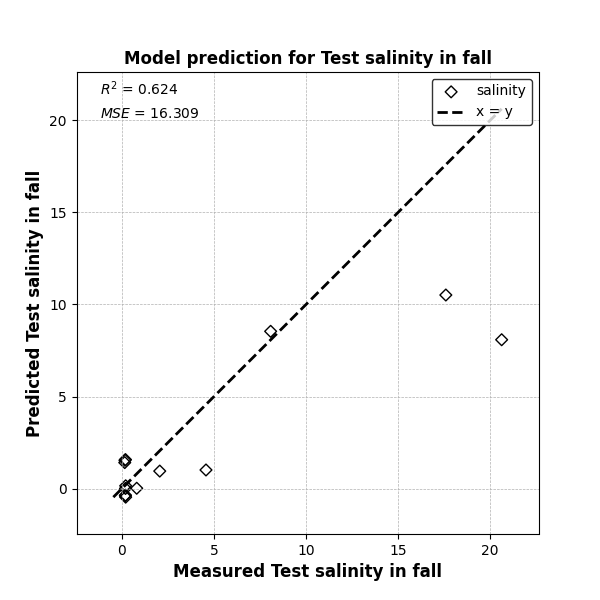 Model prediction for Test salinity in fall
R² = 0.624
MSE = 16.309
salinity
x = y
20
15
10
5
0
Predicted Test salinity in fall
0 5 10 15 20
Measured Test salinity in fall